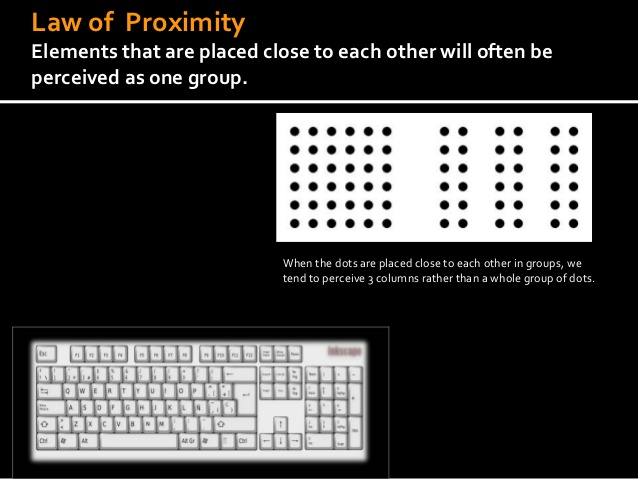 Law of Proximity
Elements that are placed close to each other will often be
perceived as one group.
When the dots are placed close to each other in groups, we
tend to perceive 3 columns rather than a whole group of dots.
Esc F1 F2 F3 F4 F5 F6 F7 F8 F9 F10 F11 F12
Inkscape
Q W E R T Y U I O P
A S D F G H J K L Ñ
Z X C V B N M
Ctrl Alt Alt Gr Ctrl